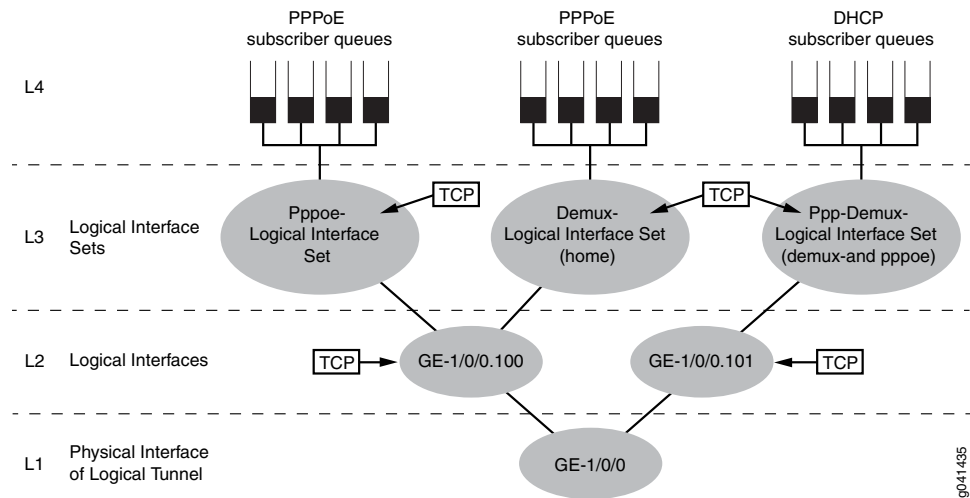 PPPoE
subscriber queues
PPPoE
subscriber queues
DHCP
subscriber queues
L4
TCP
TCP
L3
Logical Interface
Sets
Pppoe-
Logical Interface
Set
Demux-
Logical Interface Set
(home)
Ppp-Demux-
Logical Interface Set
(demux-and pppoe)
L2
Logical Interfaces
TCP
GE-1/0/0.100
GE-1/0/0.101
TCP
L1
Physical Interface
of Logical Tunnel
GE-1/0/0
g041435